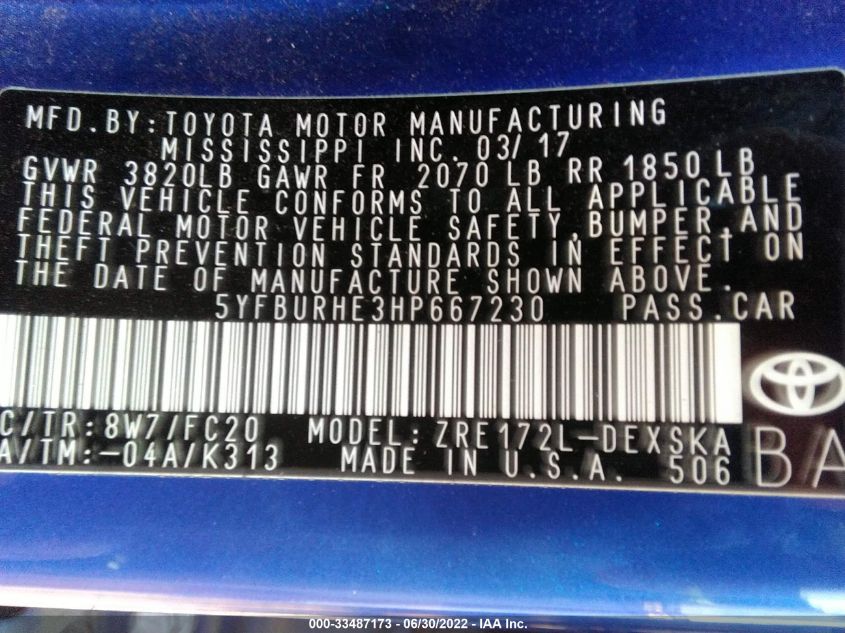 MFD.BY:TOYOTA MOTOR MANUFACTURING
MISSISSIPPI INC. 03/17
GVWR 3820LB GAWR FR 2070 LB RR 1850 LB
THIS VEHICLE CONFORMS TO ALL APPLICABLE
FEDERAL MOTOR VEHICLE SAFETY,BUMPER,AND
THEFT PREVENTION STANDARDS IN EFFECT ON
THE DATE OF MANUFACTURE SHOWN ABOVE.
5YFBURHE3HP667230 PASS.CAR
C/TR:8W7/FC20 MODEL:ZRE172L-DEXSKA
A/TM:-04A/K313 MADE IN U.S.A. 506 BA
000-33487173 - 06/30/2022 - IAA Inc.